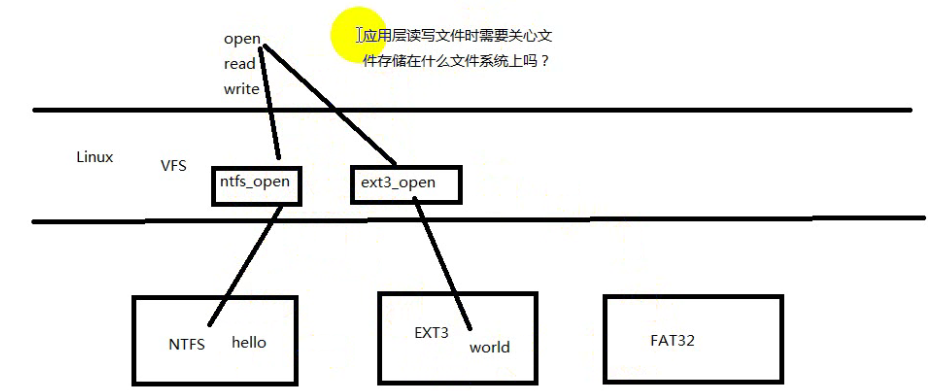 open
read
write
应用层读写文件时需要关心文
件存储在什么文件系统上吗？
Linux
VFS
ntfs_open
ext3_open
NTFS
hello
EXT3
world
FAT32